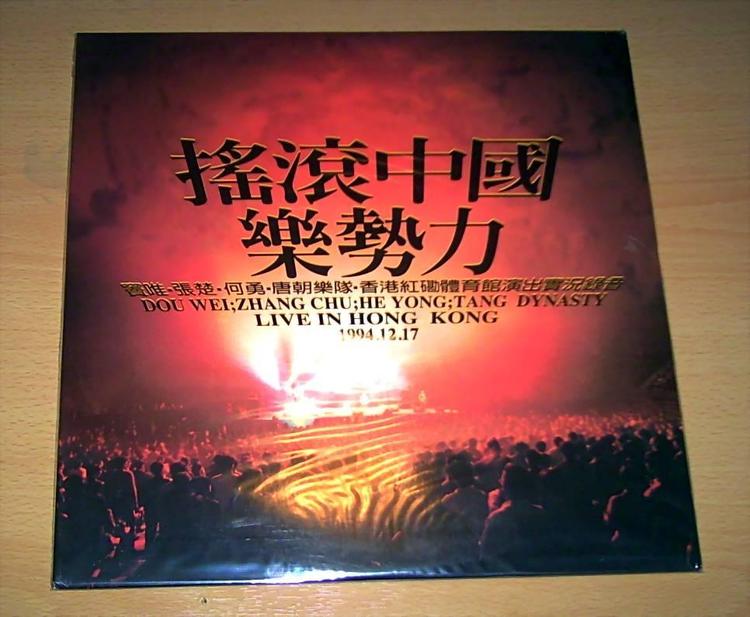 搖滾中國
樂勢力
竇唯·張楚·何勇·唐朝樂隊·香港紅磡體育館演出實況錄音
DOU WEI;ZHANG CHU;HE YONG;TANG DYNASTY
LIVE IN HONG KONG
1994.12.17